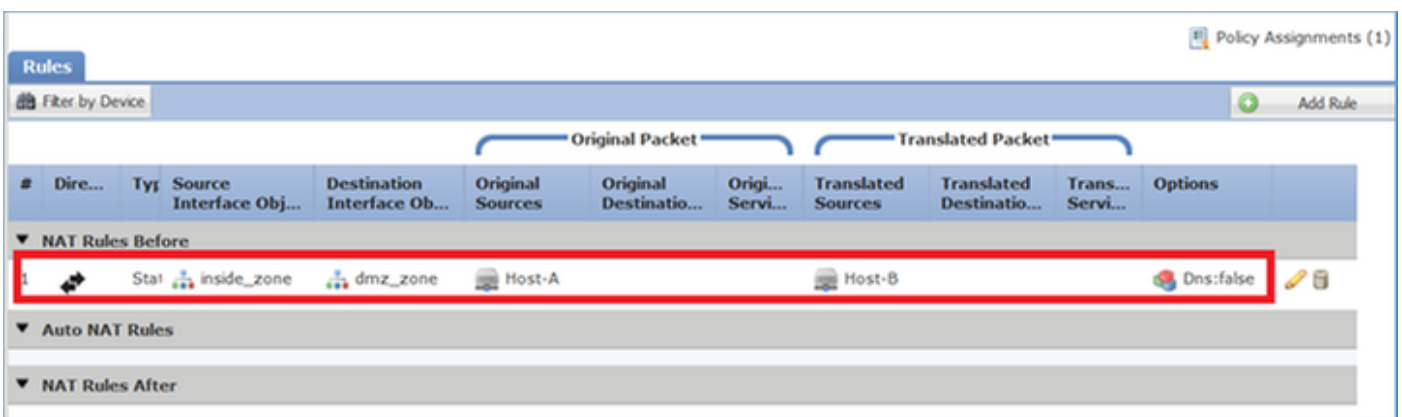 Policy Assignments (1)
Rules
Filter by Device
Add Rule
Original Packet
Translated Packet
# Dire... Typ Source Interface Obj... Destination Interface Ob... Original Sources Original Destinatio... Origi... Servi... Translated Sources Translated Destinatio... Trans... Servi... Options
NAT Rules Before
1 Stat inside_zone dmz_zone Host-A Host-B Dns:false
Auto NAT Rules
NAT Rules After